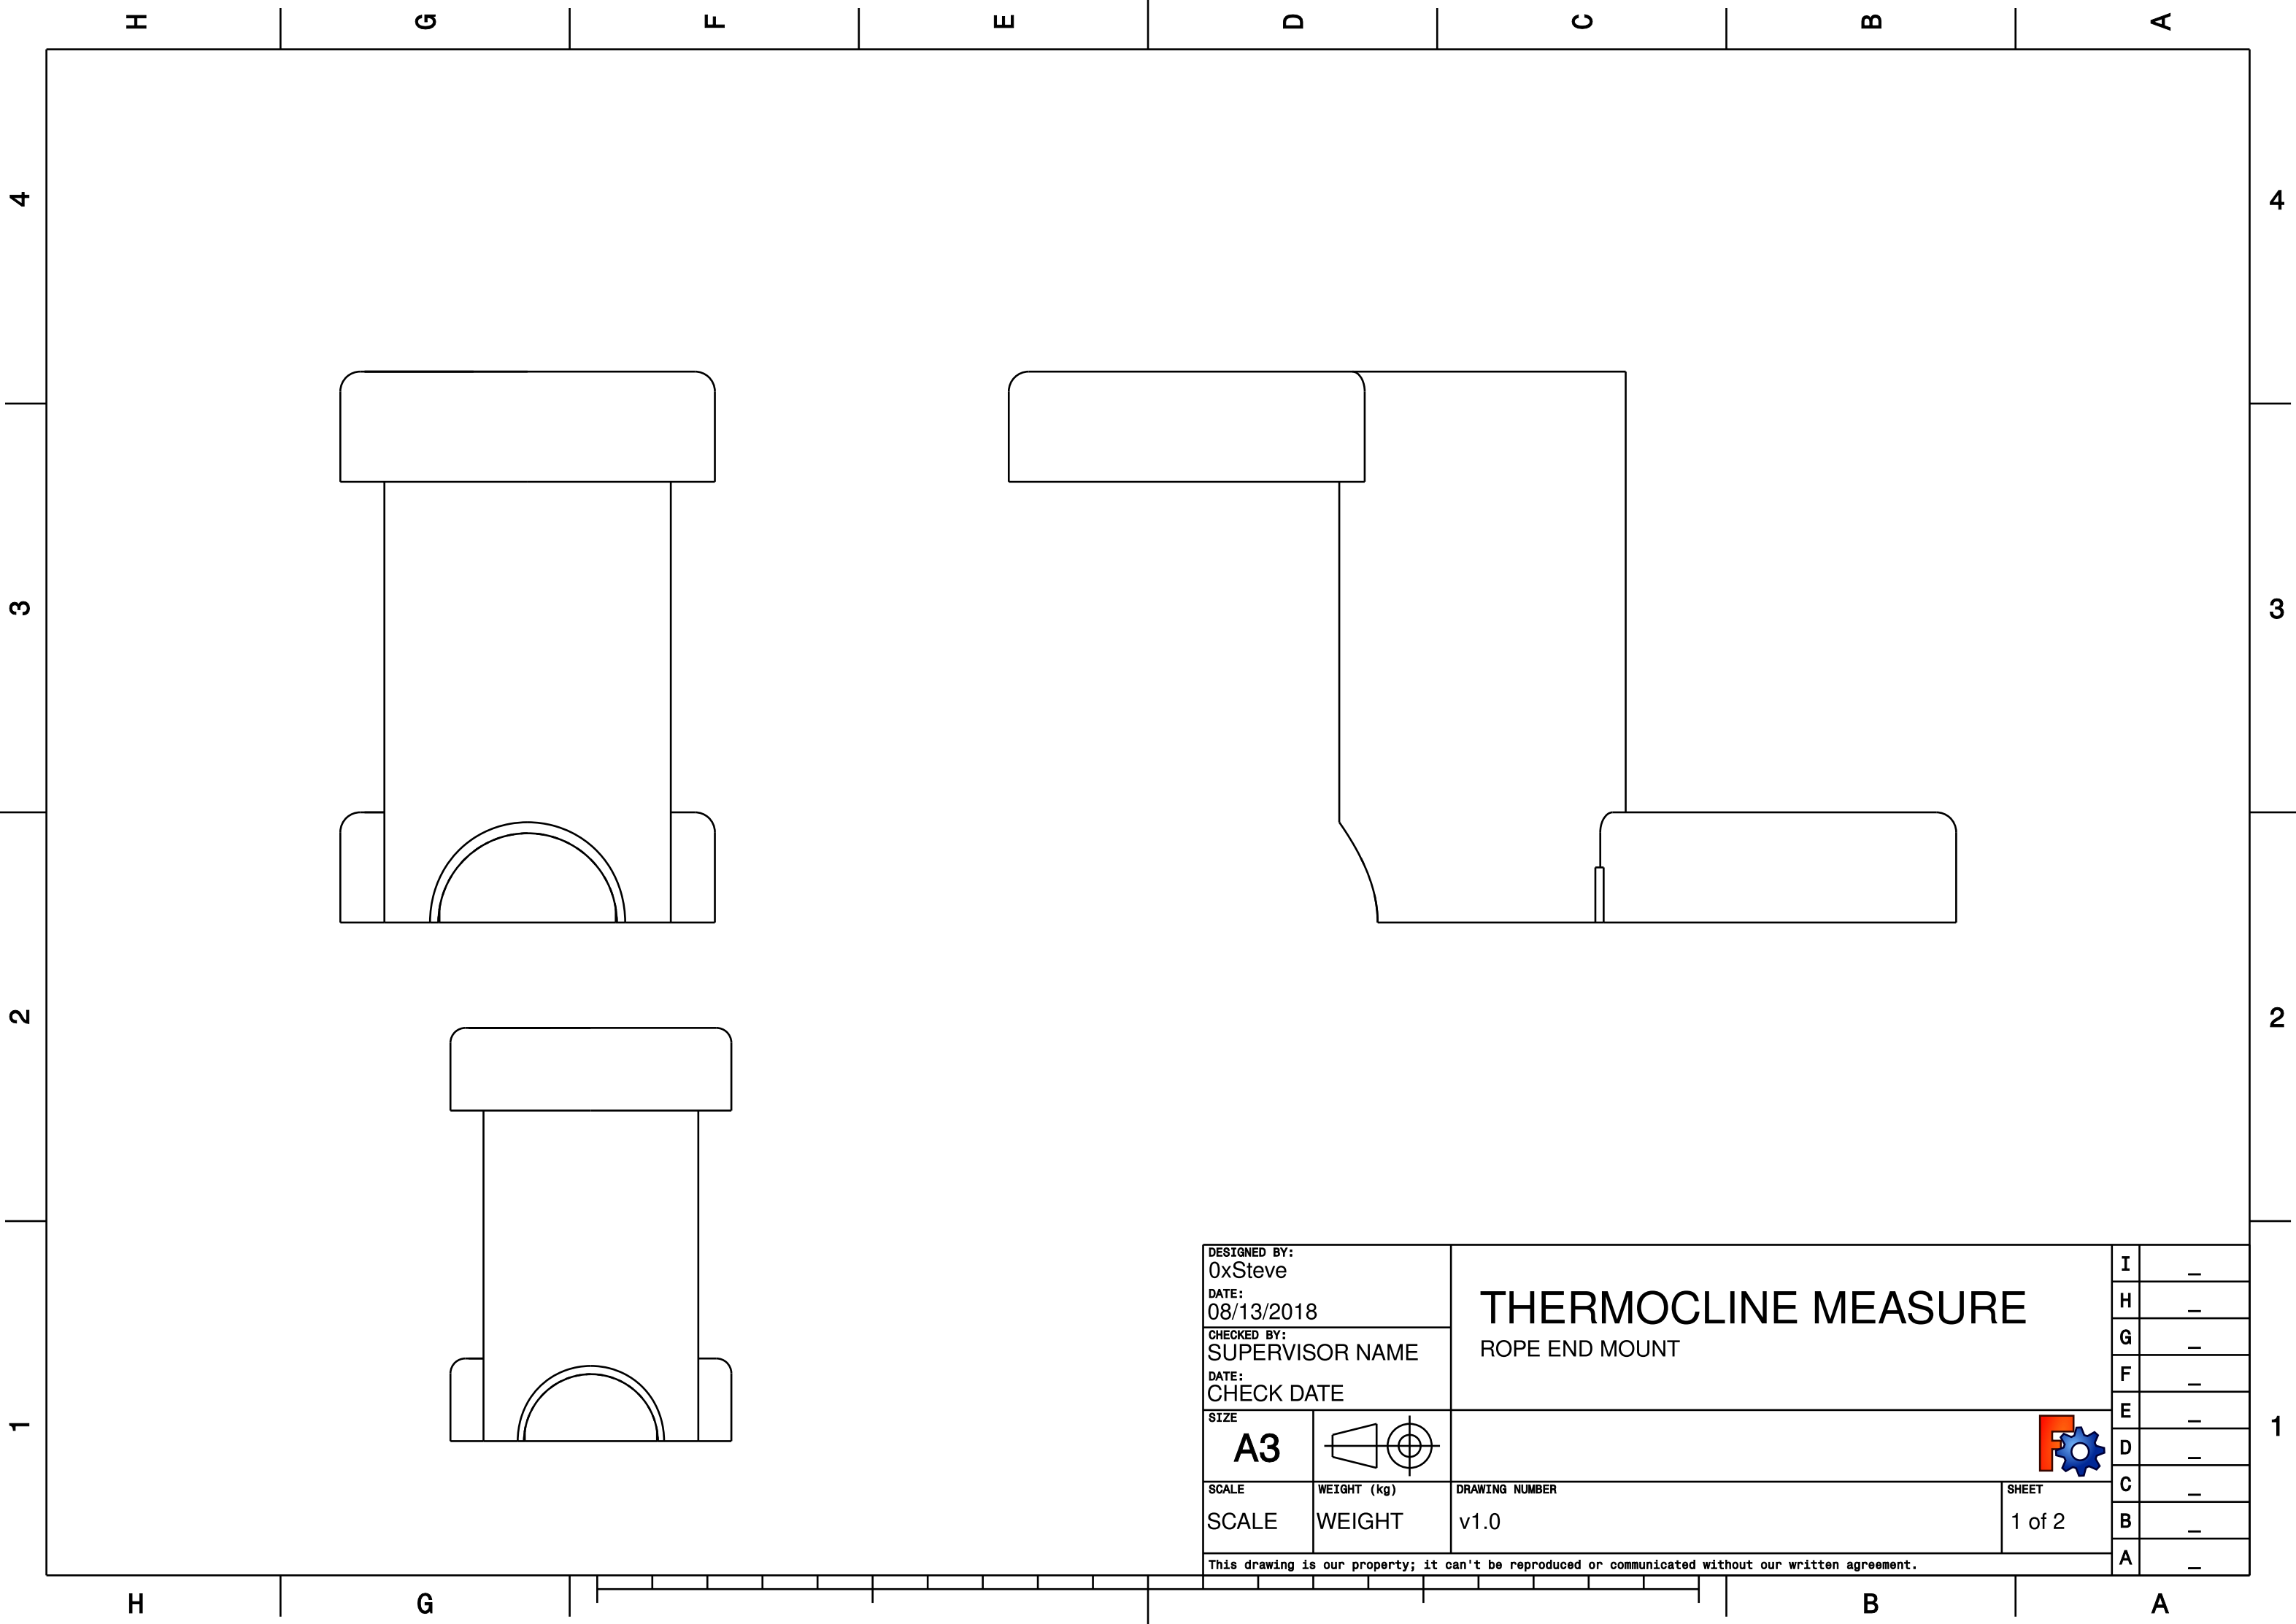 H G F E D C B A
4 4
3 3
2 2
1 1
DESIGNED BY:
0xSteve
DATE:
08/13/2018
CHECKED BY:
SUPERVISOR NAME
DATE:
CHECK DATE
THERMOCLINE MEASURE
ROPE END MOUNT
SIZE
A3
SCALE
SCALE
WEIGHT (kg)
WEIGHT
DRAWING NUMBER
v1.0
SHEET
1 of 2
This drawing is our property; it can't be reproduced or communicated without our written agreement.
I _
H _
G _
F _
E _
D _
C _
B _
A _
H G B A